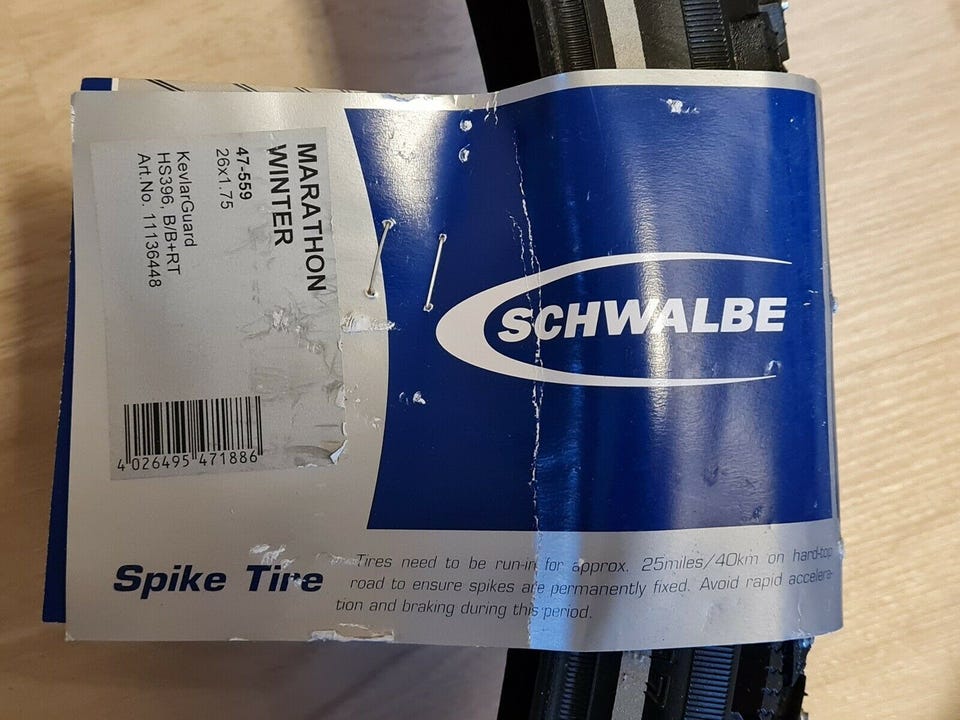 MARATHON
WINTER
47-559
26x1.75
KevlarGuard
HS396, B/B+RT
Art.No. 11136448
4 026495 471886
SCHWALBE
Spike Tire
Tires need to be run-in for approx. 25miles/40km on hard-top
road to ensure spikes are permanently fixed. Avoid rapid accelera-
tion and braking during this period.